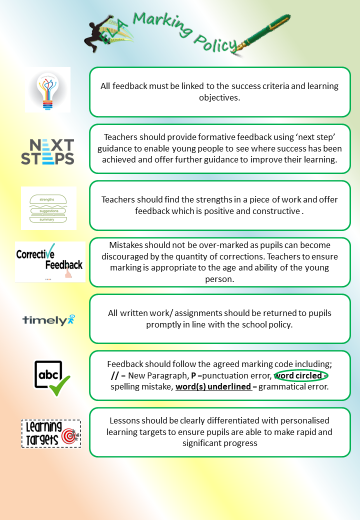 Marking Policy
All feedback must be linked to the success criteria and learning
objectives.
NEXT
STEPS
Teachers should provide formative feedback using ‘next step’
guidance to enable young people to see where success has been
achieved and offer further guidance to improve their learning.
strengths
suggestions
Teachers should find the strengths in a piece of work and offer
feedback which is positive and constructive .
Corrective
Feedback
Mistakes should not be over-marked as pupils can become
discouraged by the quantity of corrections. Teachers to ensure
marking is appropriate to the age and ability of the young
person.
timely
All written work/ assignments should be returned to pupils
promptly in line with the school policy.
abc
Feedback should follow the agreed marking code including;
// – New Paragraph, P –punctuation error, word circled –
spelling mistake, word(s) underlined – grammatical error.
Learning
Targets
Lessons should be clearly differentiated with personalised
learning targets to ensure pupils are able to make rapid and
significant progress